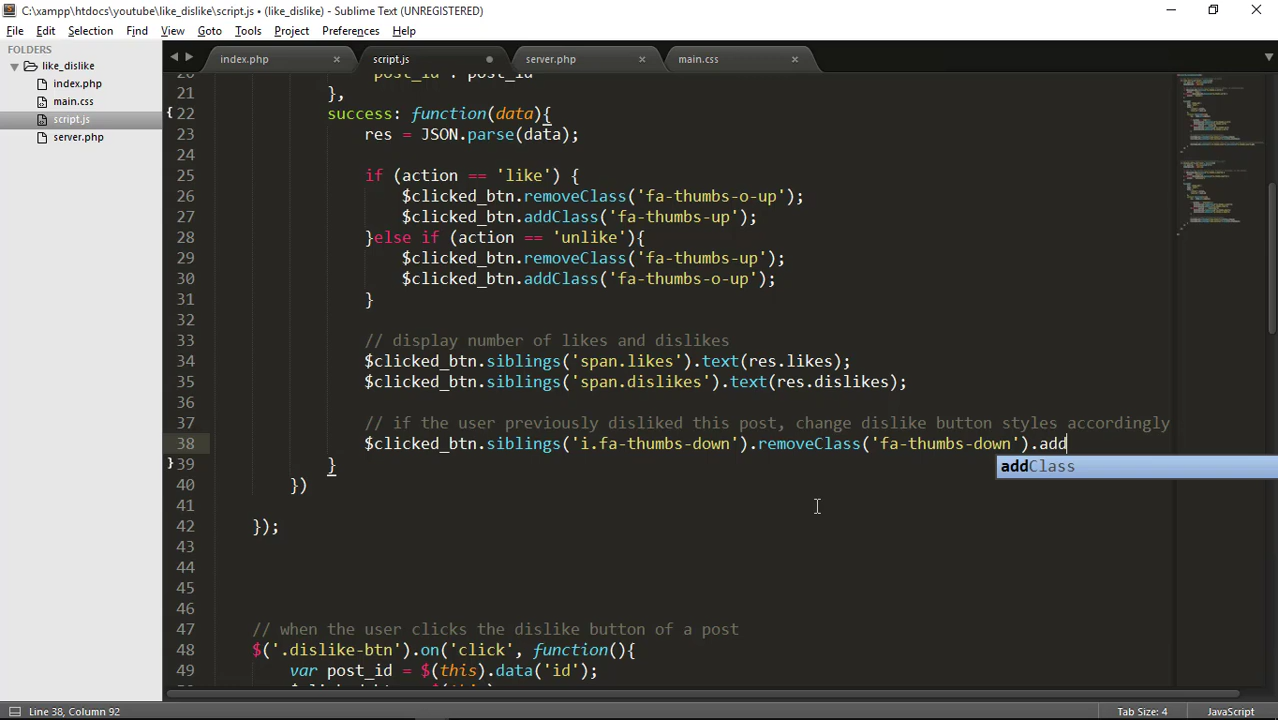 C:\xampp\htdocs\youtube\like_dislike\script.js • (like_dislike) - Sublime Text (UNREGISTERED)
File Edit Selection Find View Goto Tools Project Preferences Help
FOLDERS
like_dislike
index.php
main.css
script.js
server.php
index.php script.js server.php main.css
20 'post_id' : post_id
21 },
22 success: function(data){
23 res = JSON.parse(data);
24
25 if (action == 'like') {
26 $clicked_btn.removeClass('fa-thumbs-o-up');
27 $clicked_btn.addClass('fa-thumbs-up');
28 }else if (action == 'unlike'){
29 $clicked_btn.removeClass('fa-thumbs-up');
30 $clicked_btn.addClass('fa-thumbs-o-up');
31 }
32
33 // display number of likes and dislikes
34 $clicked_btn.siblings('span.likes').text(res.likes);
35 $clicked_btn.siblings('span.dislikes').text(res.dislikes);
36
37 // if the user previously disliked this post, change dislike button styles accordingly
38 $clicked_btn.siblings('i.fa-thumbs-down').removeClass('fa-thumbs-down').add
addClass
39 }
40 })
41
42 });
43
44
45
46
47 // when the user clicks the dislike button of a post
48 $('.dislike-btn').on('click', function(){
49 var post_id = $(this).data('id');
Line 38, Column 92 Tab Size: 4 JavaScript